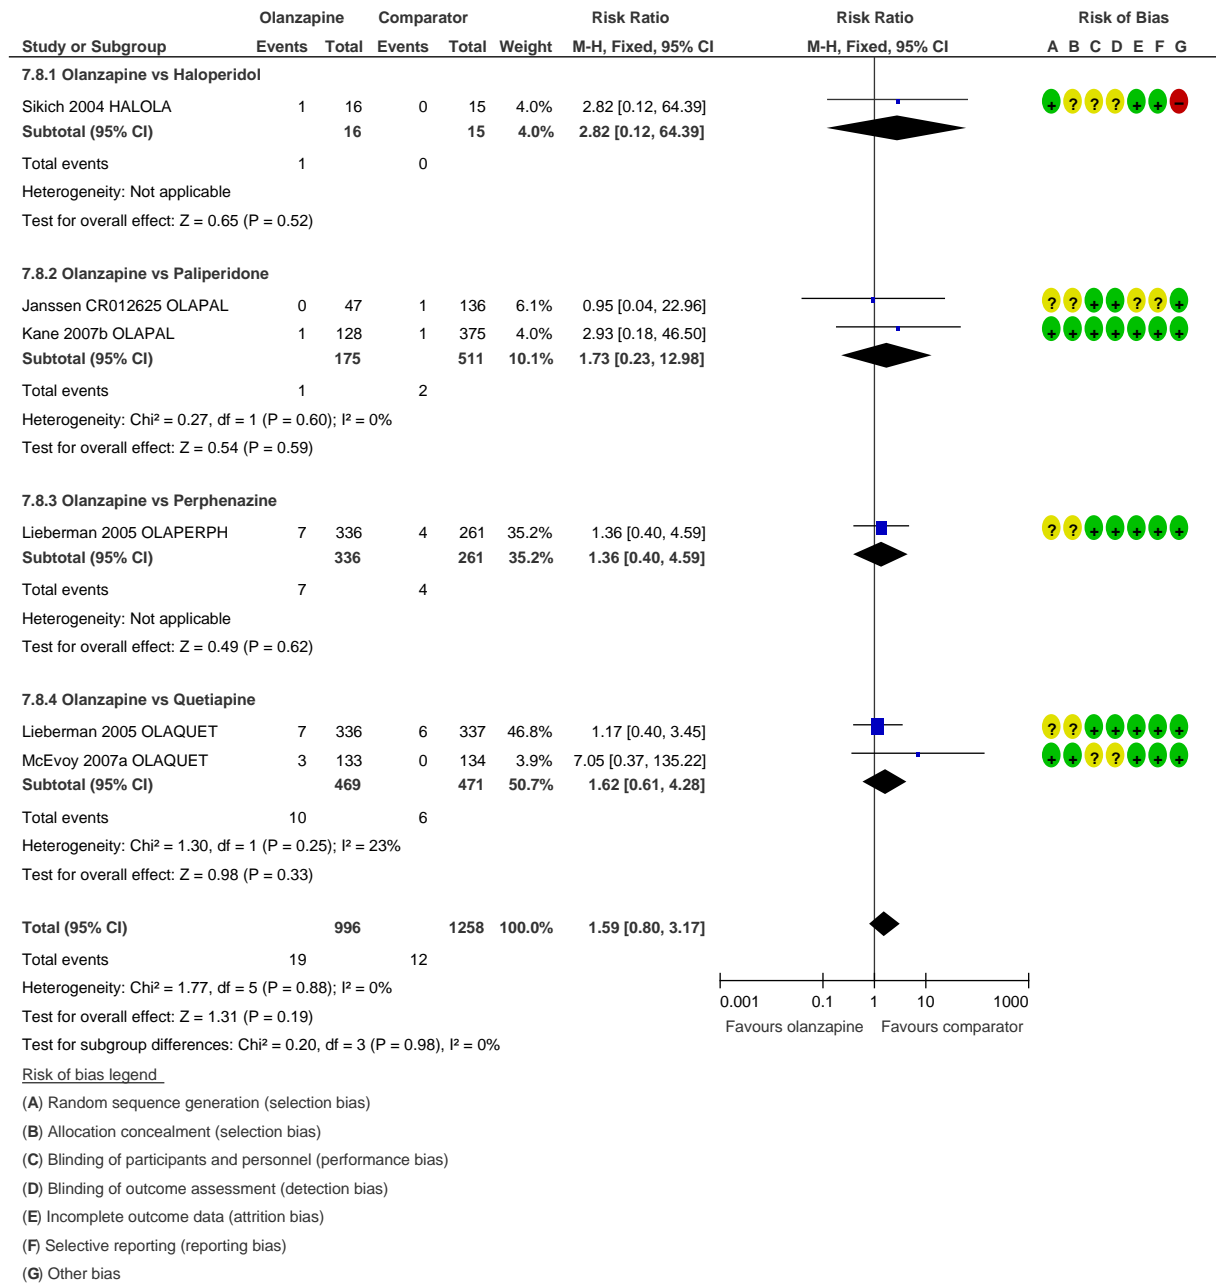 Olanzapine Comparator Risk Ratio Risk Ratio Risk of Bias
Study or Subgroup Events Total Events Total Weight M-H, Fixed, 95% CI M-H, Fixed, 95% CI A B C D E F G
7.8.1 Olanzapine vs Haloperidol
Sikich 2004 HALOLA 1 16 0 15 4.0% 2.82 [0.12, 64.39] + ? ? ? + + −
Subtotal (95% CI) 16 15 4.0% 2.82 [0.12, 64.39]
Total events 1 0
Heterogeneity: Not applicable
Test for overall effect: Z = 0.65 (P = 0.52)
7.8.2 Olanzapine vs Paliperidone
Janssen CR012625 OLAPAL 0 47 1 136 6.1% 0.95 [0.04, 22.96] ? ? + + ? ? +
Kane 2007b OLAPAL 1 128 1 375 4.0% 2.93 [0.18, 46.50] + + + + + + +
Subtotal (95% CI) 175 511 10.1% 1.73 [0.23, 12.98]
Total events 1 2
Heterogeneity: Chi² = 0.27, df = 1 (P = 0.60); I² = 0%
Test for overall effect: Z = 0.54 (P = 0.59)
7.8.3 Olanzapine vs Perphenazine
Lieberman 2005 OLAPERPH 7 336 4 261 35.2% 1.36 [0.40, 4.59] ? ? + + + + +
Subtotal (95% CI) 336 261 35.2% 1.36 [0.40, 4.59]
Total events 7 4
Heterogeneity: Not applicable
Test for overall effect: Z = 0.49 (P = 0.62)
7.8.4 Olanzapine vs Quetiapine
Lieberman 2005 OLAQUET 7 336 6 337 46.8% 1.17 [0.40, 3.45] ? ? + + + + +
McEvoy 2007a OLAQUET 3 133 0 134 3.9% 7.05 [0.37, 135.22] + + ? ? + + +
Subtotal (95% CI) 469 471 50.7% 1.62 [0.61, 4.28]
Total events 10 6
Heterogeneity: Chi² = 1.30, df = 1 (P = 0.25); I² = 23%
Test for overall effect: Z = 0.98 (P = 0.33)
Total (95% CI) 996 1258 100.0% 1.59 [0.80, 3.17]
Total events 19 12
Heterogeneity: Chi² = 1.77, df = 5 (P = 0.88); I² = 0%
Test for overall effect: Z = 1.31 (P = 0.19)
Test for subgroup differences: Chi² = 0.20, df = 3 (P = 0.98), I² = 0%
0.001 0.1 1 10 1000
Favours olanzapine Favours comparator
Risk of bias legend
(A) Random sequence generation (selection bias)
(B) Allocation concealment (selection bias)
(C) Blinding of participants and personnel (performance bias)
(D) Blinding of outcome assessment (detection bias)
(E) Incomplete outcome data (attrition bias)
(F) Selective reporting (reporting bias)
(G) Other bias